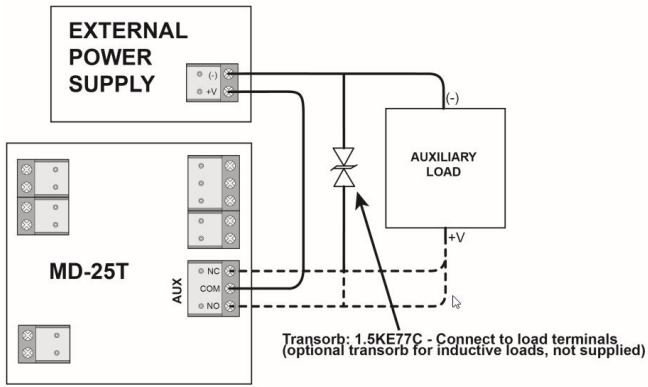 EXTERNAL
POWER
SUPPLY
(-)
+V
(-)
AUXILIARY
LOAD
+V
MD-25T
AUX
NC
COM
NO
Transorb: 1.5KE77C - Connect to load terminals
(optional transorb for inductive loads, not supplied)